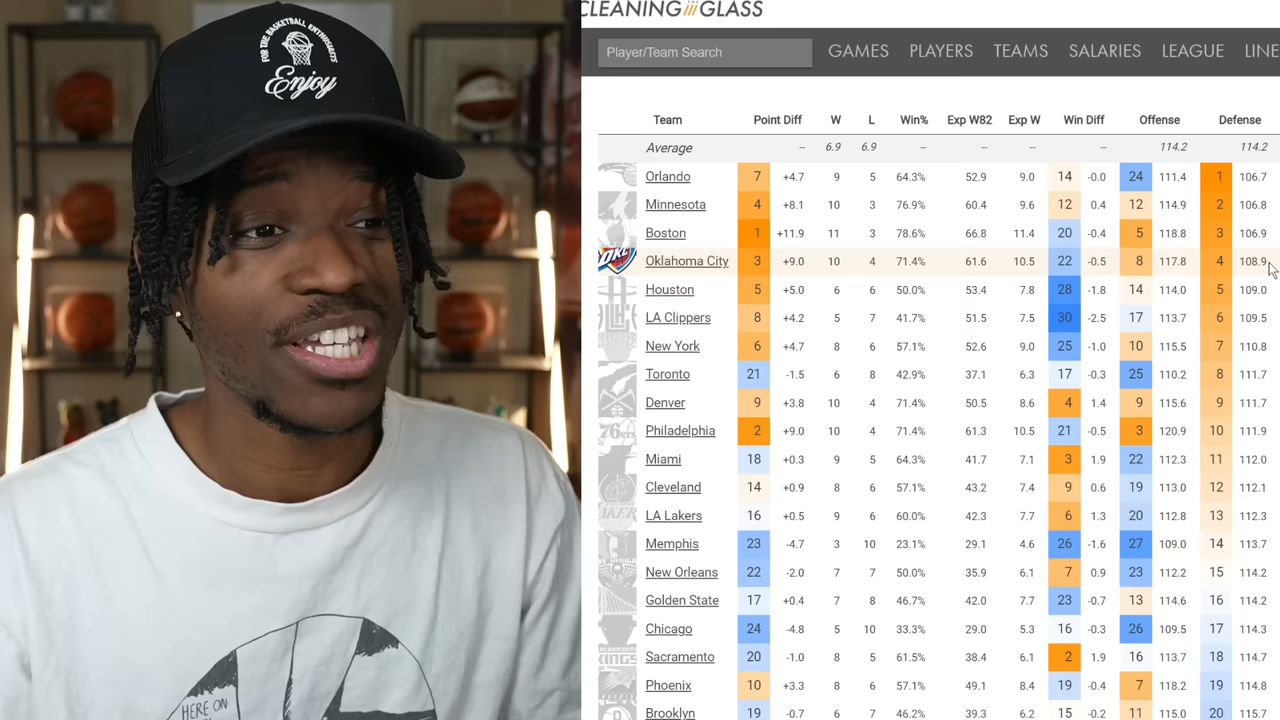 FOR THE BASKETBALL ENTHUSIASTS
Enjoy
HERE ON
CLEANING THE GLASS
Player/Team Search GAMES PLAYERS TEAMS SALARIES LEAGUE LINE
Team Point Diff W L Win% Exp W82 Exp W Win Diff Offense Defense
Average -- 6.9 6.9 -- -- -- -- 114.2 114.2
Orlando 7 +4.7 9 5 64.3% 52.9 9.0 14 -0.0 24 111.4 1 106.7
Minnesota 4 +8.1 10 3 76.9% 60.4 9.6 12 0.4 12 114.9 2 106.8
Boston 1 +11.9 11 3 78.6% 66.8 11.4 20 -0.4 5 118.8 3 106.9
OKC Oklahoma City 3 +9.0 10 4 71.4% 61.6 10.5 22 -0.5 8 117.8 4 108.9
Houston 5 +5.0 6 6 50.0% 53.4 7.8 28 -1.8 14 114.0 5 109.0
LA Clippers 8 +4.2 5 7 41.7% 51.5 7.5 30 -2.5 17 113.7 6 109.5
New York 6 +4.7 8 6 57.1% 52.6 9.0 25 -1.0 10 115.5 7 110.8
Toronto 21 -1.5 6 8 42.9% 37.1 6.3 17 -0.3 25 110.2 8 111.7
Denver 9 +3.8 10 4 71.4% 50.5 8.6 4 1.4 9 115.6 9 111.7
76ers Philadelphia 2 +9.0 10 4 71.4% 61.3 10.5 21 -0.5 3 120.9 10 111.9
Miami 18 +0.3 9 5 64.3% 41.7 7.1 3 1.9 22 112.3 11 112.0
Cleveland 14 +0.9 8 6 57.1% 43.2 7.4 9 0.6 19 113.0 12 112.1
LA Lakers 16 +0.5 9 6 60.0% 42.3 7.7 6 1.3 20 112.8 13 112.3
Memphis 23 -4.7 3 10 23.1% 29.1 4.6 26 -1.6 27 109.0 14 113.7
New Orleans 22 -2.0 7 7 50.0% 35.9 6.1 7 0.9 23 112.2 15 114.2
Golden State 17 +0.4 7 8 46.7% 42.0 7.7 23 -0.7 13 114.6 16 114.2
Chicago 24 -4.8 5 10 33.3% 29.0 5.3 16 -0.3 26 109.5 17 114.3
KINGS Sacramento 20 -1.0 8 5 61.5% 38.4 6.1 2 1.9 16 113.7 18 114.7
Phoenix 10 +3.3 8 6 57.1% 49.1 8.4 19 -0.4 7 118.2 19 114.8
Brooklyn 19 -0.7 6 7 46.2% 39.3 6.2 15 -0.2 11 115.0 20 115.7